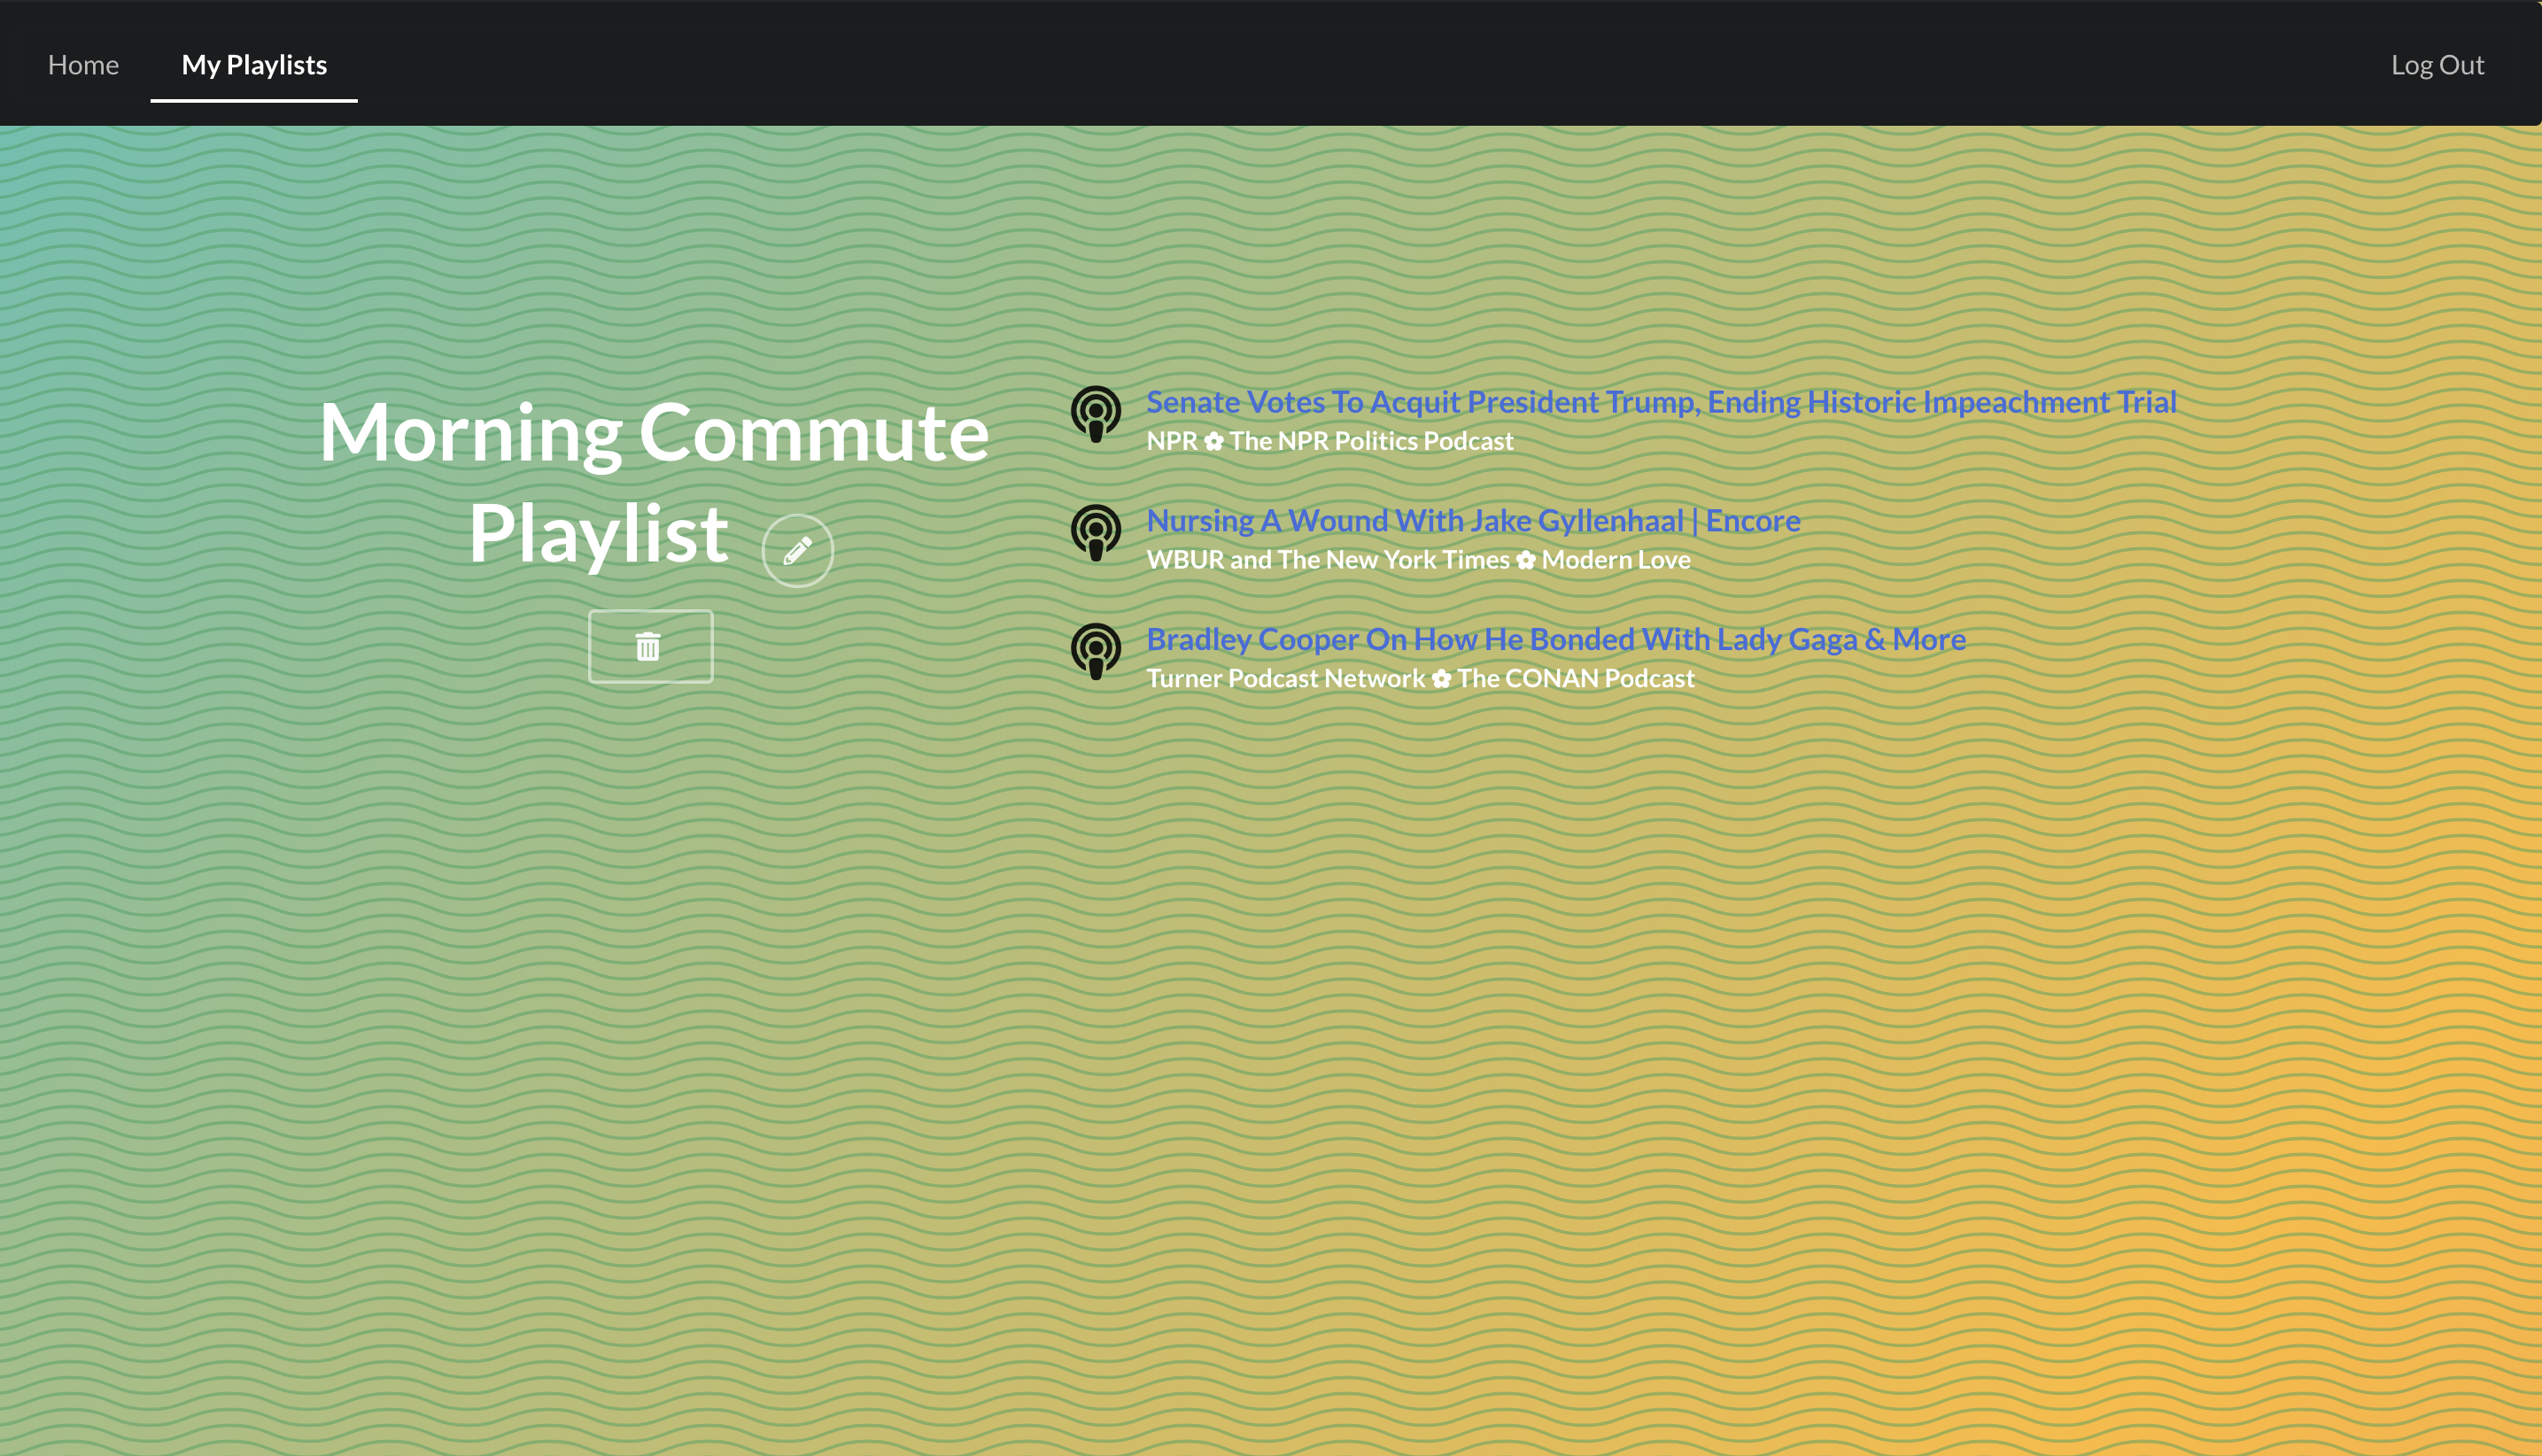 Home My Playlists Log Out
Morning Commute
Playlist
Senate Votes To Acquit President Trump, Ending Historic Impeachment Trial
NPR ✿ The NPR Politics Podcast
Nursing A Wound With Jake Gyllenhaal | Encore
WBUR and The New York Times ✿ Modern Love
Bradley Cooper On How He Bonded With Lady Gaga & More
Turner Podcast Network ✿ The CONAN Podcast